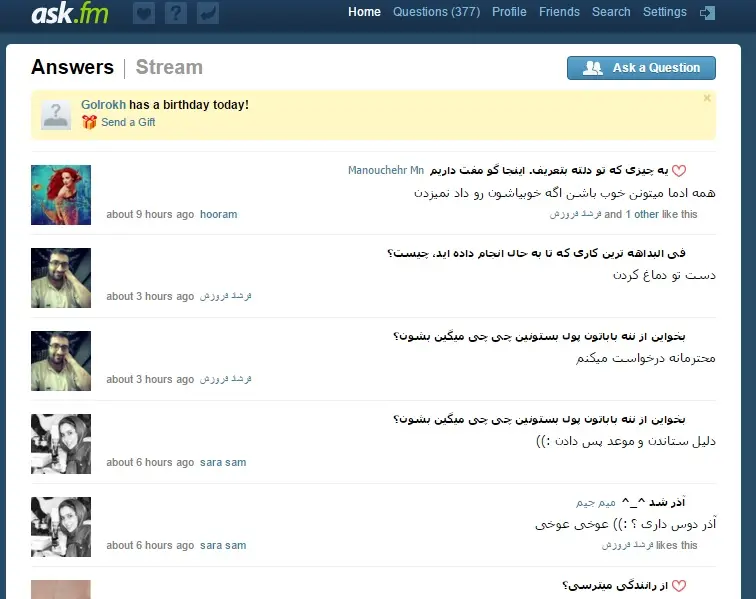 ask.fm
Home Questions (377) Profile Friends Search Settings
Answers | Stream
Ask a Question
Golrokh has a birthday today!
Send a Gift
یه چیزی که تو دلته بتعریف. اینجا گو مفت داریم Manouchehr Mn
همه ادما میتونن خوب باشن اگه خوبیاشون رو داد نمیزدن
about 9 hours ago hooram
فرشاد فروزش and 1 other like this
فی البداهه ترین کاری که تا به حال انجام داده اید، چیست؟
دست تو دماغ کردن
about 3 hours ago فرشاد فروزش
بخواین از ننه باباتون پول بستونین چی چی میگین بشون؟
محترمانه درخواست میکنم
about 3 hours ago فرشاد فروزش
بخواین از ننه باباتون پول بستونین چی چی میگین بشون؟
دلیل ستاندن و موعد پس دادن :))
about 6 hours ago sara sam
آذر شد ^_^ میم جیم
آذر دوس داری ؟ :)) عوخی عوخی
about 6 hours ago sara sam
فرشاد فروزش likes this
از رانندگی میترسی؟